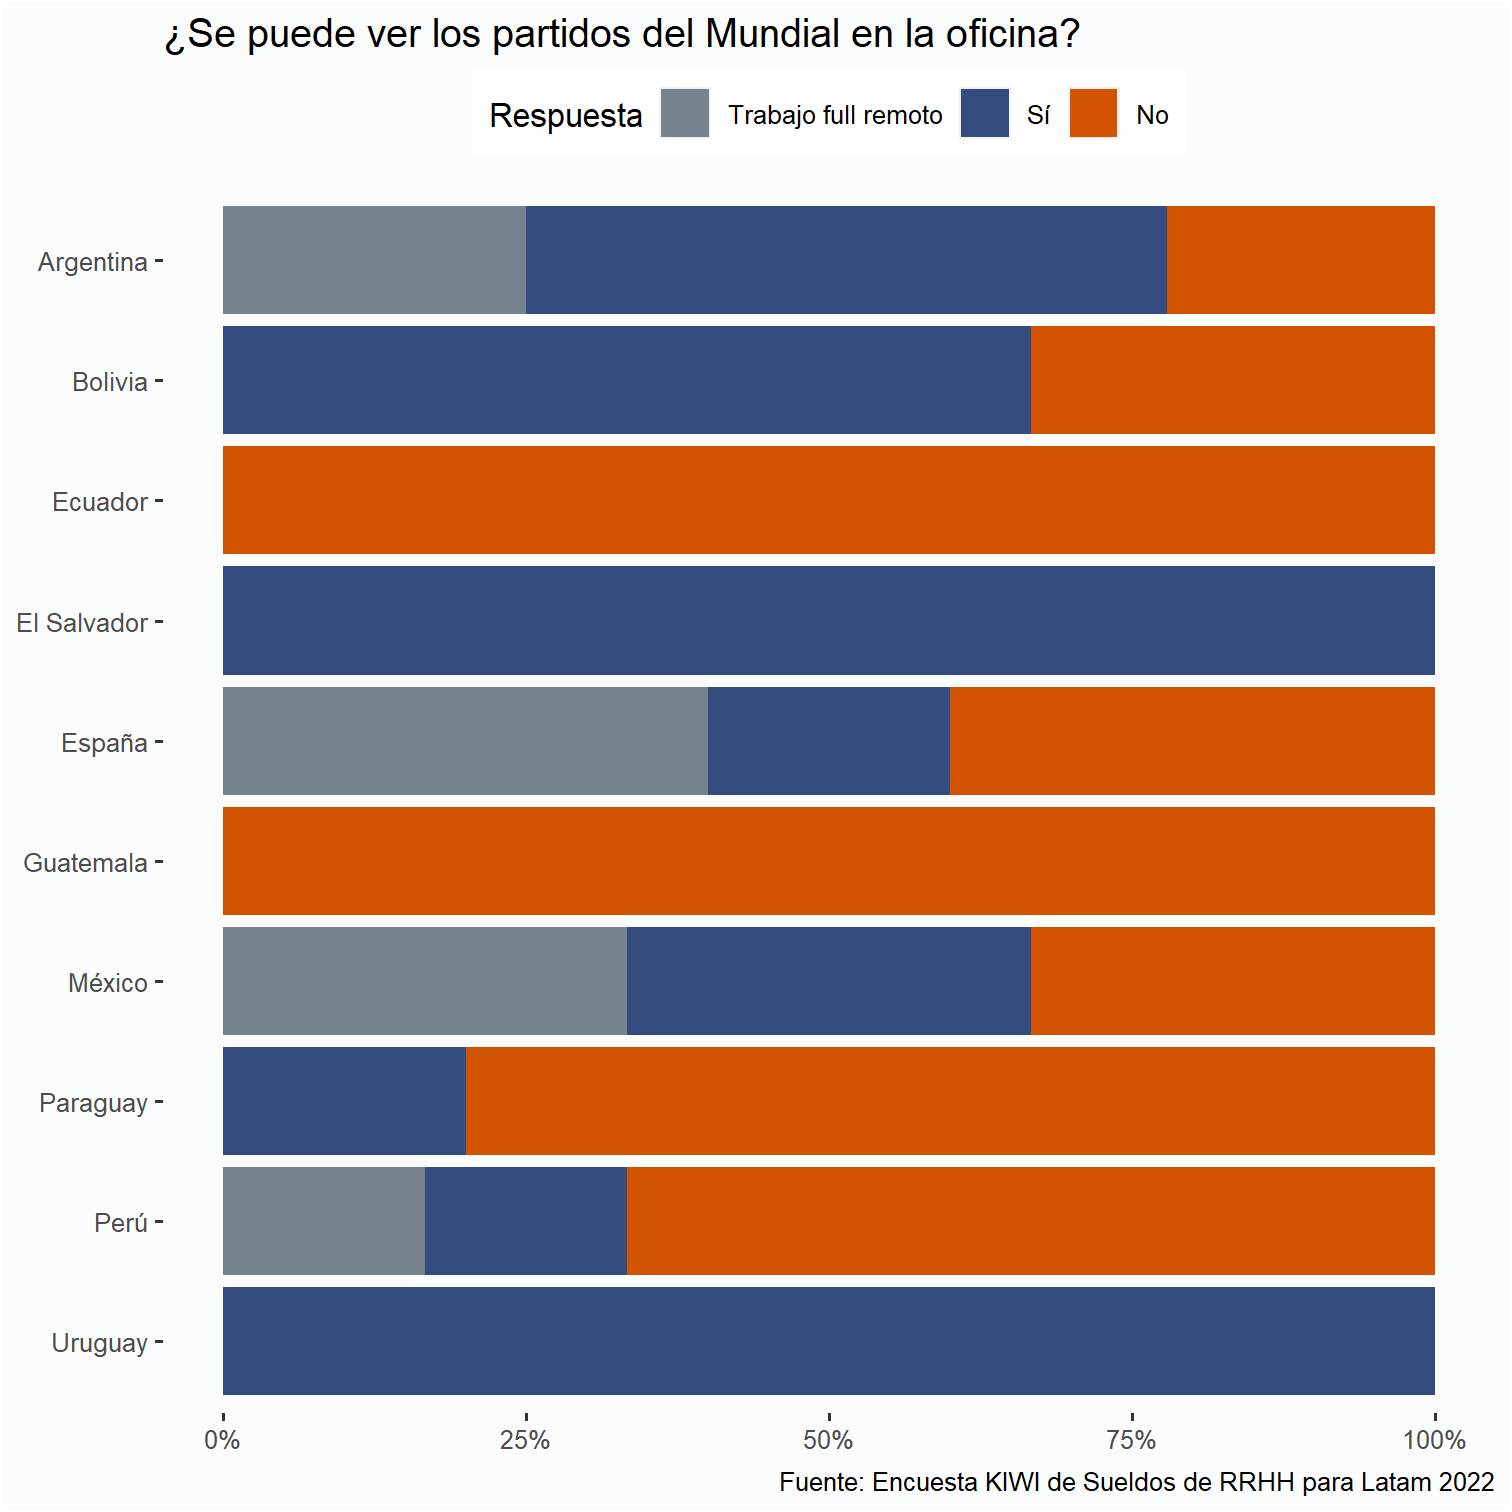 ¿Se puede ver los partidos del Mundial en la oficina?
Respuesta Trabajo full remoto Sí No
Argentina
Bolivia
Ecuador
El Salvador
España
Guatemala
México
Paraguay
Perú
Uruguay
0% 25% 50% 75% 100%
Fuente: Encuesta KIWI de Sueldos de RRHH para Latam 2022